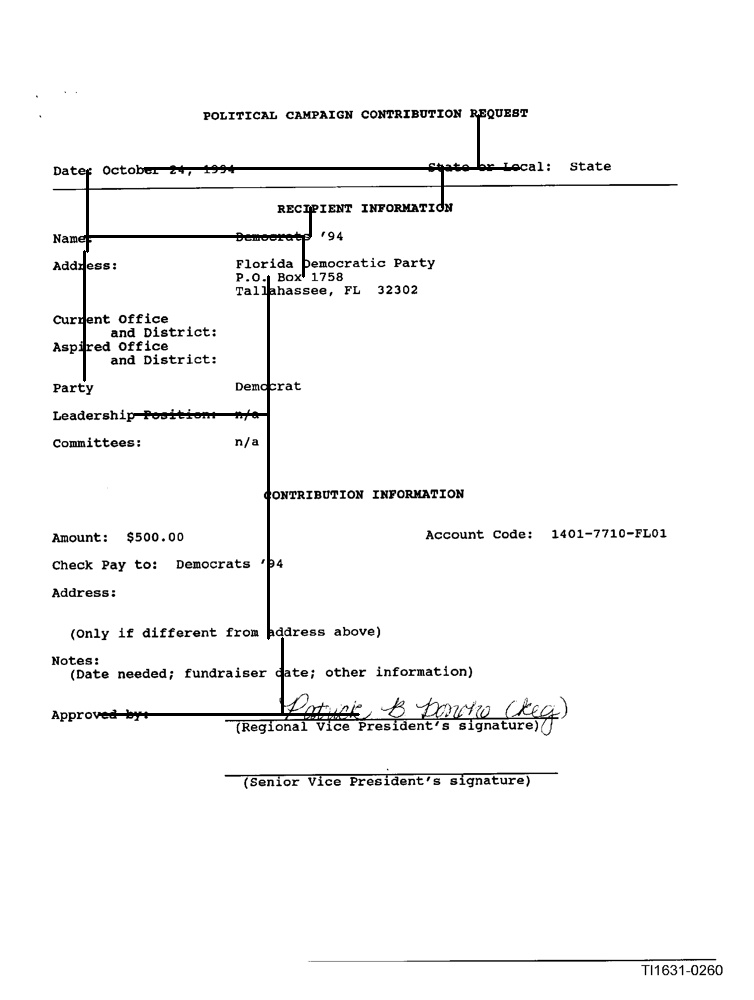 POLITICAL CAMPAIGN CONTRIBUTION REQUEST
Date: October 24, 1994 State or Local: State
RECIPIENT INFORMATION
Name: Democrats '94
Address: Florida Democratic Party
P.O. Box 1758
Tallahassee, FL 32302
Current Office
and District:
Aspired Office
and District:
Party Democrat
Leadership Position: n/a
Committees: n/a
CONTRIBUTION INFORMATION
Amount: $500.00 Account Code: 1401-7710-FL01
Check Pay to: Democrats '94
Address:
(Only if different from address above)
Notes:
(Date needed; fundraiser date; other information)
Approved by: Patrick B
(Regional Vice President's signature)
(Senior Vice President's signature)
TI1631-0260